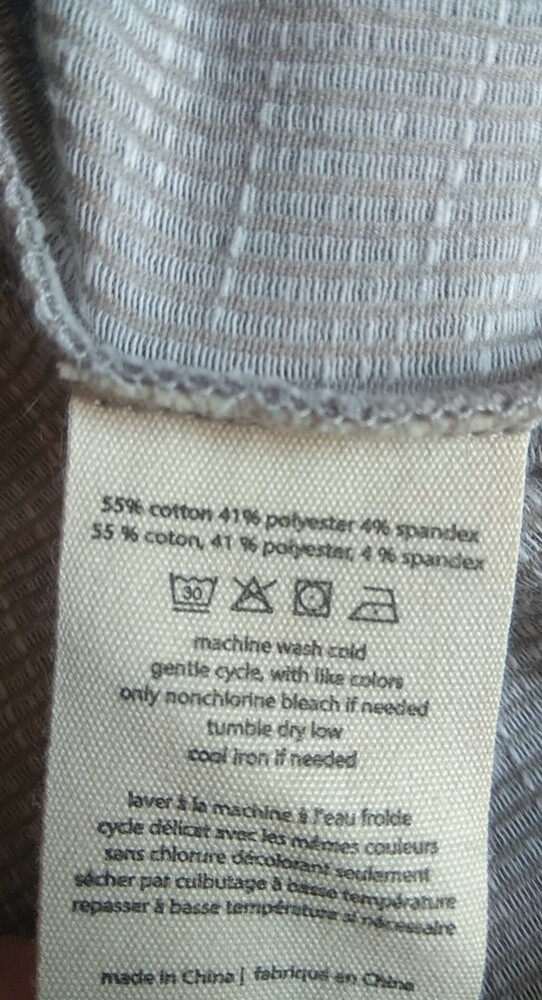 55% cotton 41% polyester 4% spandex
55 % coton, 41 % polyester, 4 % spandex
30
machine wash cold
gentle cycle, with like colors
only nonchlorine bleach if needed
tumble dry low
cool iron if needed
laver à la machine à l'eau froide
cycle délicat avec les mêmes couleurs
sans chlorure décolorant seulement
sécher par culbutage à basse température
repasser à basse température si nécessaire
made in China | fabriqué en Chine